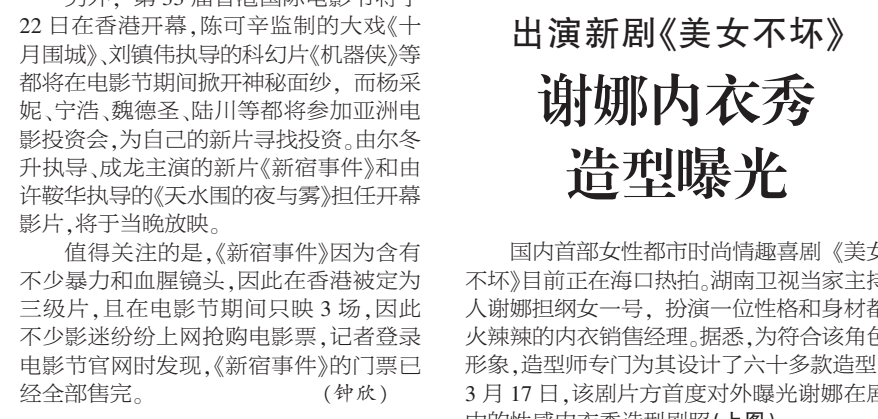 另外，第33届香港国际电影节将于
22日在香港开幕，陈可辛监制的大戏《十
月围城》、刘镇伟执导的科幻片《机器侠》等
都将在电影节期间掀开神秘面纱，而杨采
妮、宁浩、魏德圣、陆川等都将参加亚洲电
影投资会，为自己的新片寻找投资。由尔冬
升执导、成龙主演的新片《新宿事件》和由
许鞍华执导的《天水围的夜与雾》担任开幕
影片，将于当晚放映。
值得关注的是，《新宿事件》因为含有
不少暴力和血腥镜头，因此在香港被定为
三级片，且在电影节期间只映3场，因此
不少影迷纷纷上网抢购电影票，记者登录
电影节官网时发现，《新宿事件》的门票已
经全部售完。 （钟欣）
出演新剧《美女不坏》
谢娜内衣秀
造型曝光
国内首部女性都市时尚情趣喜剧《美女
不坏》目前正在海口热拍。湖南卫视当家主持
人谢娜担纲女一号，扮演一位性格和身材都
火辣辣的内衣销售经理。据悉，为符合该角色
形象，造型师专门为其设计了六十多款造型。
3月17日，该剧片方首度对外曝光谢娜在剧
中的性感内衣秀造型剧照(上图)